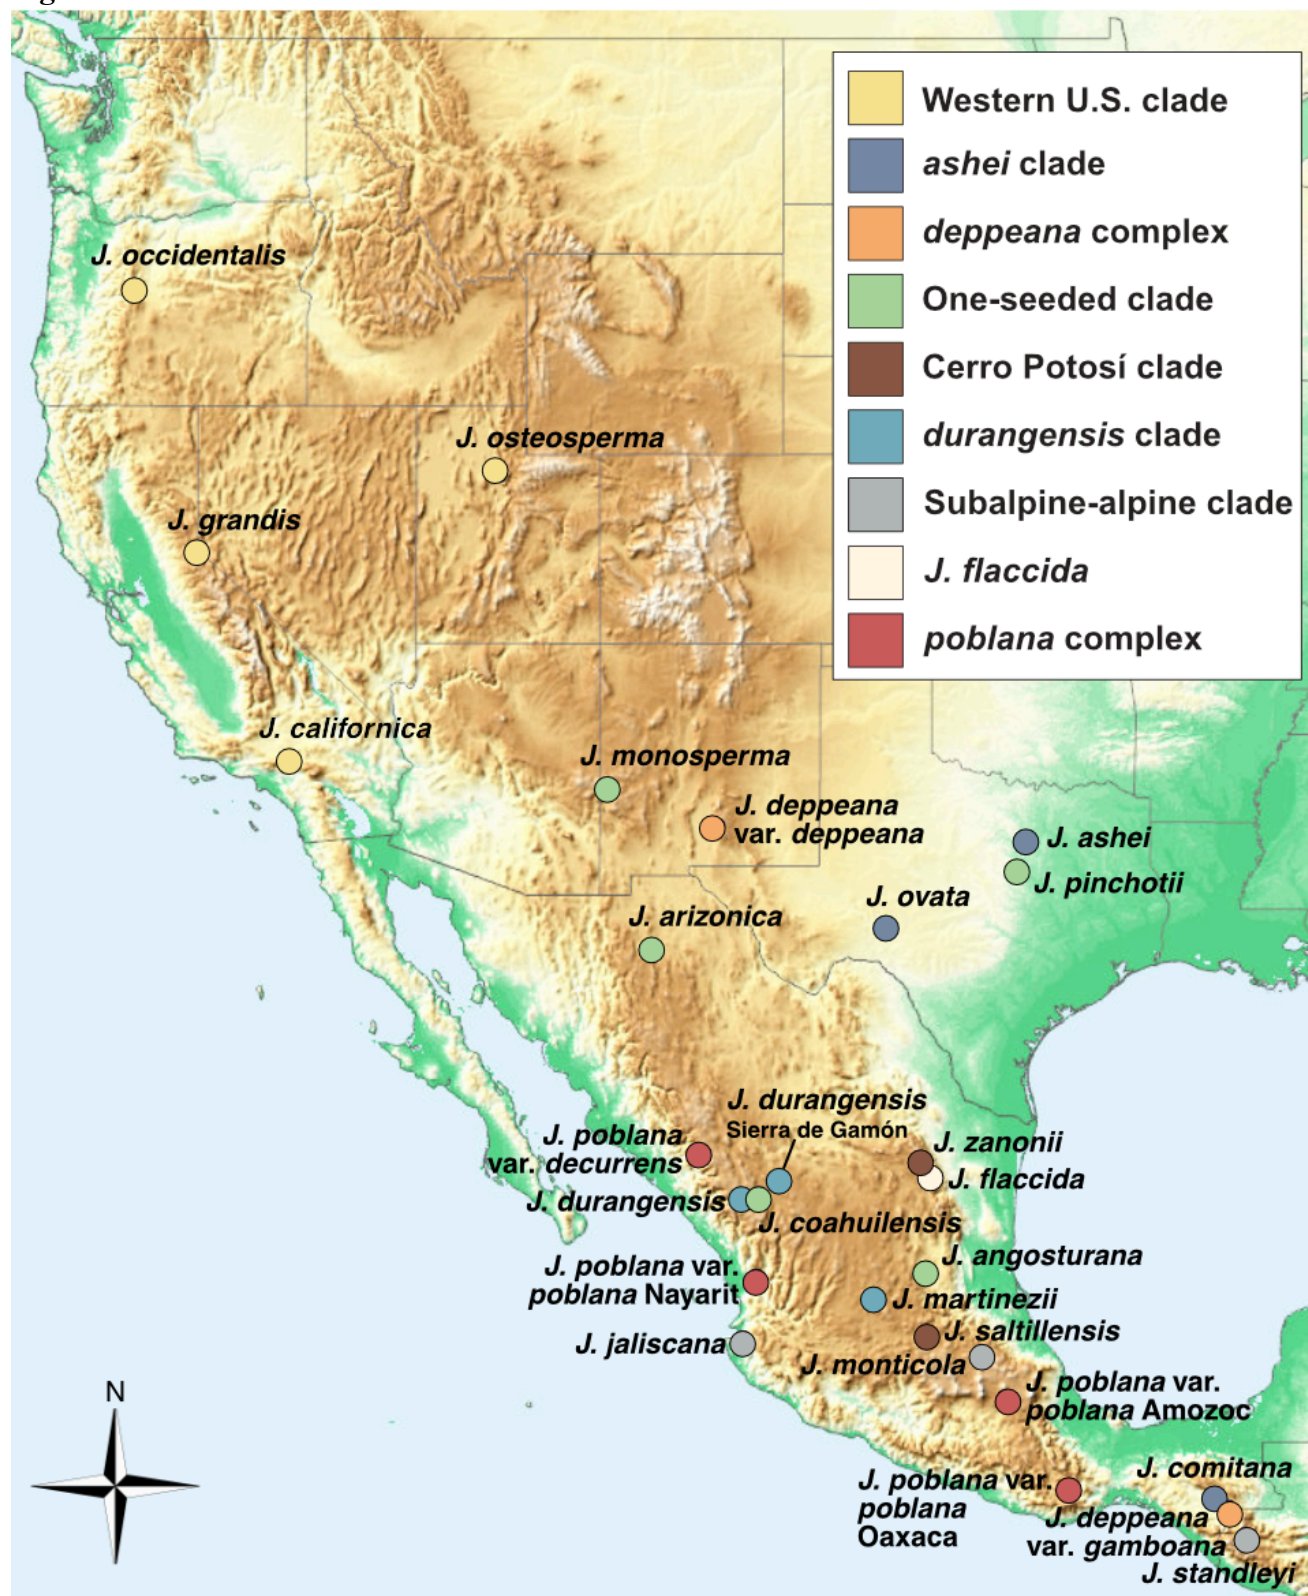 Western U.S. clade
ashei clade
deppeana complex
One-seeded clade
Cerro Potosí clade
durangensis clade
Subalpine-alpine clade
J. flaccida
poblana complex
J. occidentalis
J. osteosperma
J. grandis
J. californica
J. monosperma
J. deppeana
var. deppeana
J. ashei
J. pinchotii
J. ovata
J. arizonica
J. durangensis
Sierra de Gamón
J. poblana
var. decurrens
J. zanonii
J. flaccida
J. durangensis
J. coahuilensis
J. angosturana
J. poblana var.
poblana Nayarit
J. martinezii
J. saltillensis
J. jaliscana
J. monticola
J. poblana var.
poblana Amozoc
N
J. comitana
J. poblana var.
poblana
Oaxaca
J. deppeana
var. gamboana
J. standleyi